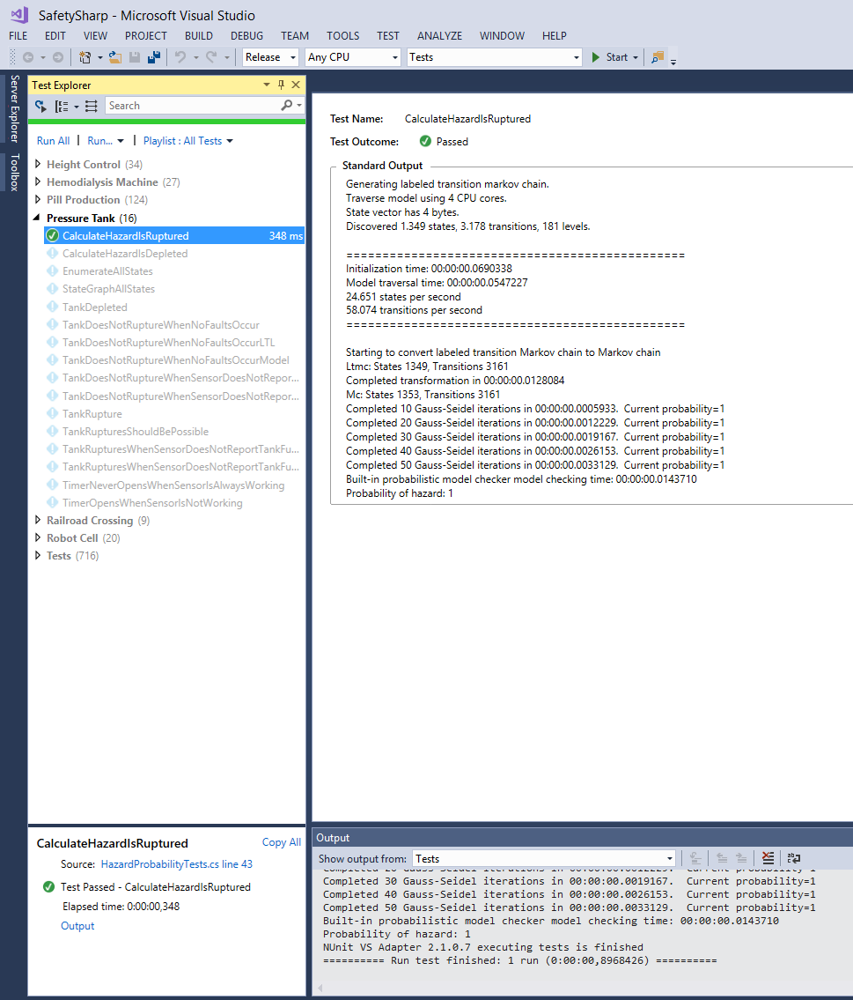 SafetySharp - Microsoft Visual Studio
FILE EDIT VIEW PROJECT BUILD DEBUG TEAM TOOLS TEST ANALYZE WINDOW HELP
Release Any CPU Tests Start
Server Explorer
Toolbox
Test Explorer
Search
Run All | Run... | Playlist : All Tests
Height Control (34)
Hemodialysis Machine (27)
Pill Production (124)
Pressure Tank (16)
CalculateHazardIsRuptured 348 ms
CalculateHazardIsDepleted
EnumerateAllStates
StateGraphAllStates
TankDepleted
TankDoesNotRuptureWhenNoFaultsOccur
TankDoesNotRuptureWhenNoFaultsOccurLTL
TankDoesNotRuptureWhenNoFaultsOccurModel
TankDoesNotRuptureWhenSensorDoesNotRepor...
TankDoesNotRuptureWhenSensorDoesNotRepor...
TankRupture
TankRupturesShouldBePossible
TankRupturesWhenSensorDoesNotReportTankFu...
TankRupturesWhenSensorDoesNotReportTankFu...
TimerNeverOpensWhenSensorIsAlwaysWorking
TimerOpensWhenSensorIsNotWorking
Railroad Crossing (9)
Robot Cell (20)
Tests (716)
CalculateHazardIsRuptured Copy All
Source: HazardProbabilityTests.cs line 43
Test Passed - CalculateHazardIsRuptured
Elapsed time: 0:00:00,348
Output
Test Name: CalculateHazardIsRuptured
Test Outcome: Passed
Standard Output
Generating labeled transition markov chain.
Traverse model using 4 CPU cores.
State vector has 4 bytes.
Discovered 1.349 states, 3.178 transitions, 181 levels.
===============================================
Initialization time: 00:00:00.0690338
Model traversal time: 00:00:00.0547227
24.651 states per second
58.074 transitions per second
===============================================
Starting to convert labeled transition Markov chain to Markov chain
Ltmc: States 1349, Transitions 3161
Completed transformation in 00:00:00.0128084
Mc: States 1353, Transitions 3161
Completed 10 Gauss-Seidel iterations in 00:00:00.0005933.  Current probability=1
Completed 20 Gauss-Seidel iterations in 00:00:00.0012229.  Current probability=1
Completed 30 Gauss-Seidel iterations in 00:00:00.0019167.  Current probability=1
Completed 40 Gauss-Seidel iterations in 00:00:00.0026153.  Current probability=1
Completed 50 Gauss-Seidel iterations in 00:00:00.0033129.  Current probability=1
Built-in probabilistic model checker model checking time: 00:00:00.0143710
Probability of hazard: 1
Output
Show output from: Tests
Completed 20 Gauss-Seidel iterations in 00:00:00.0012229.  Current probability=1
Completed 30 Gauss-Seidel iterations in 00:00:00.0019167.  Current probability=1
Completed 40 Gauss-Seidel iterations in 00:00:00.0026153.  Current probability=1
Completed 50 Gauss-Seidel iterations in 00:00:00.0033129.  Current probability=1
Built-in probabilistic model checker model checking time: 00:00:00.0143710
Probability of hazard: 1
NUnit VS Adapter 2.1.0.7 executing tests is finished
========== Run test finished: 1 run (0:00:00,8968426) ==========